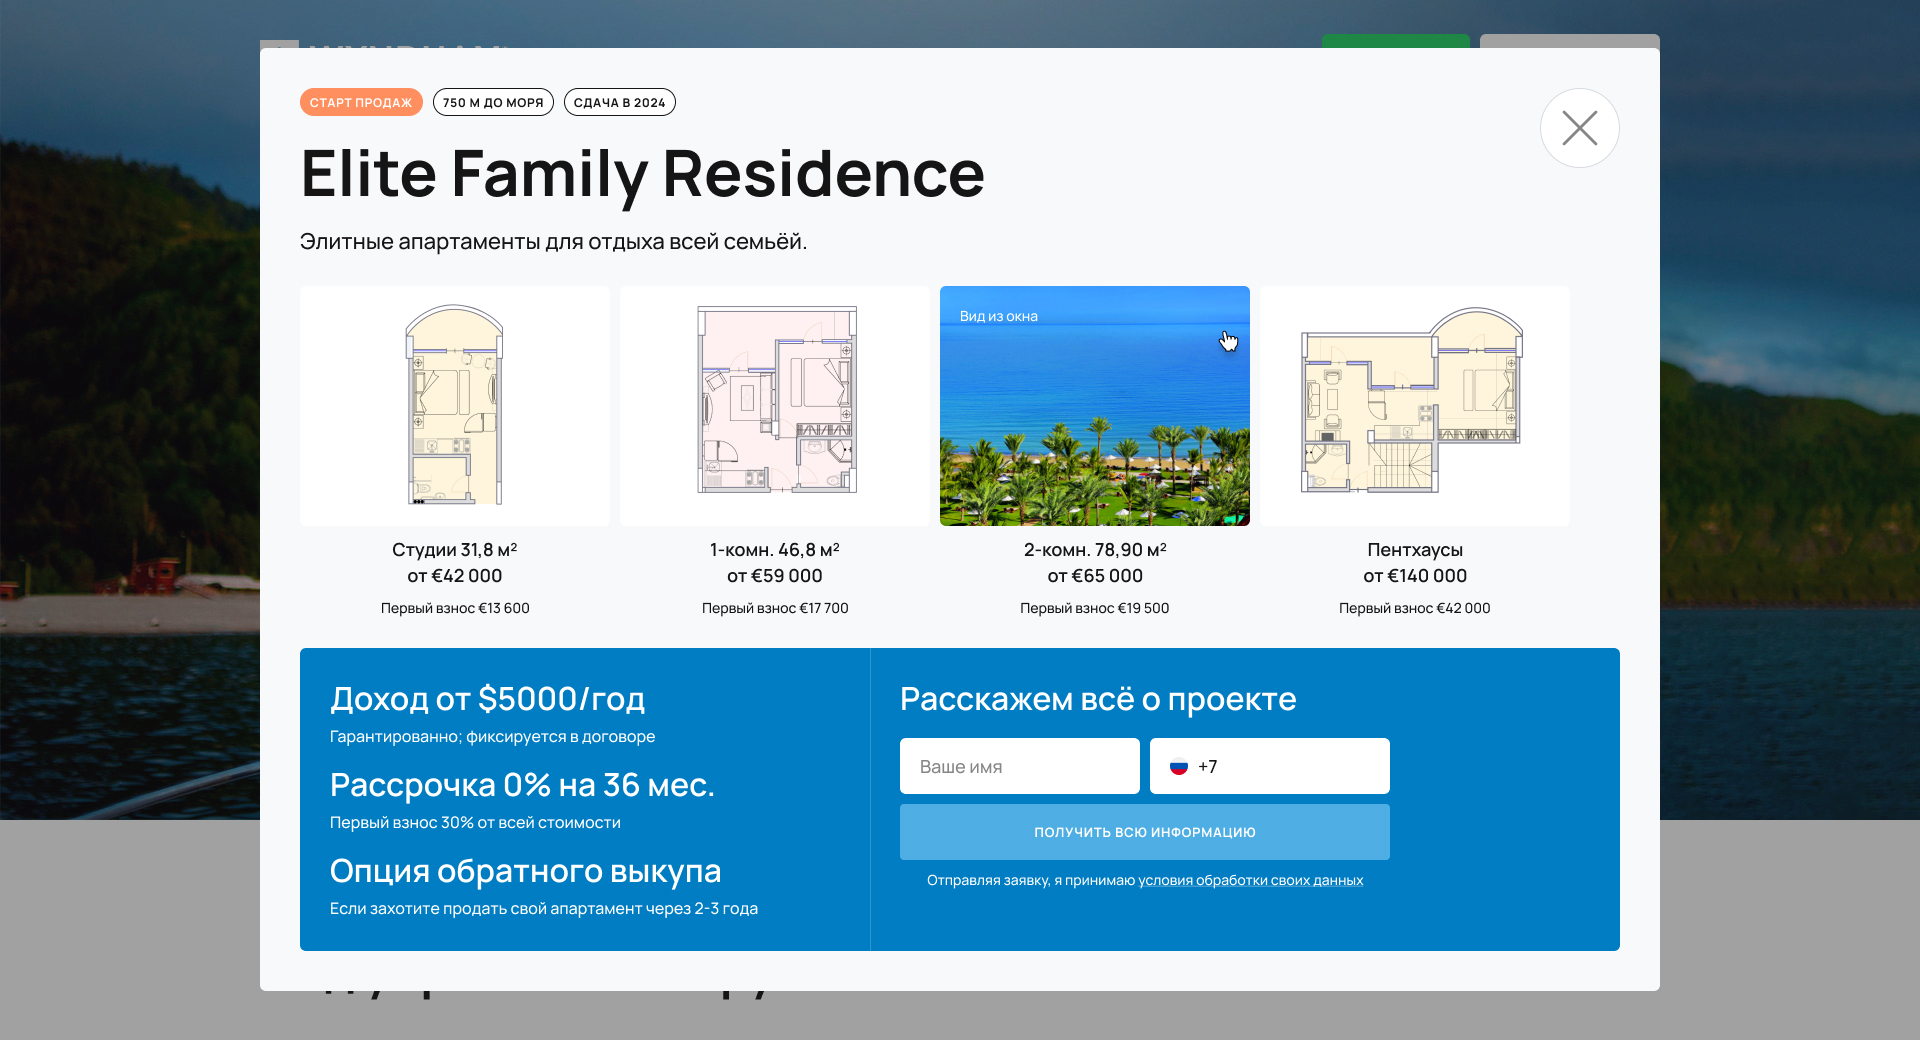 СТАРТ ПРОДАЖ
750 М ДО МОРЯ
СДАЧА В 2024
Elite Family Residence
Элитные апартаменты для отдыха всей семьёй.
Вид из окна
Студии 31,8 м²
от €42 000
Первый взнос €13 600
1-комн. 46,8 м²
от €59 000
Первый взнос €17 700
2-комн. 78,90 м²
от €65 000
Первый взнос €19 500
Пентхаусы
от €140 000
Первый взнос €42 000
Доход от $5000/год
Гарантированно; фиксируется в договоре
Рассрочка 0% на 36 мес.
Первый взнос 30% от всей стоимости
Опция обратного выкупа
Если захотите продать свой апартамент через 2-3 года
Расскажем всё о проекте
Ваше имя
+7
ПОЛУЧИТЬ ВСЮ ИНФОРМАЦИЮ
Отправляя заявку, я принимаю условия обработки своих данных